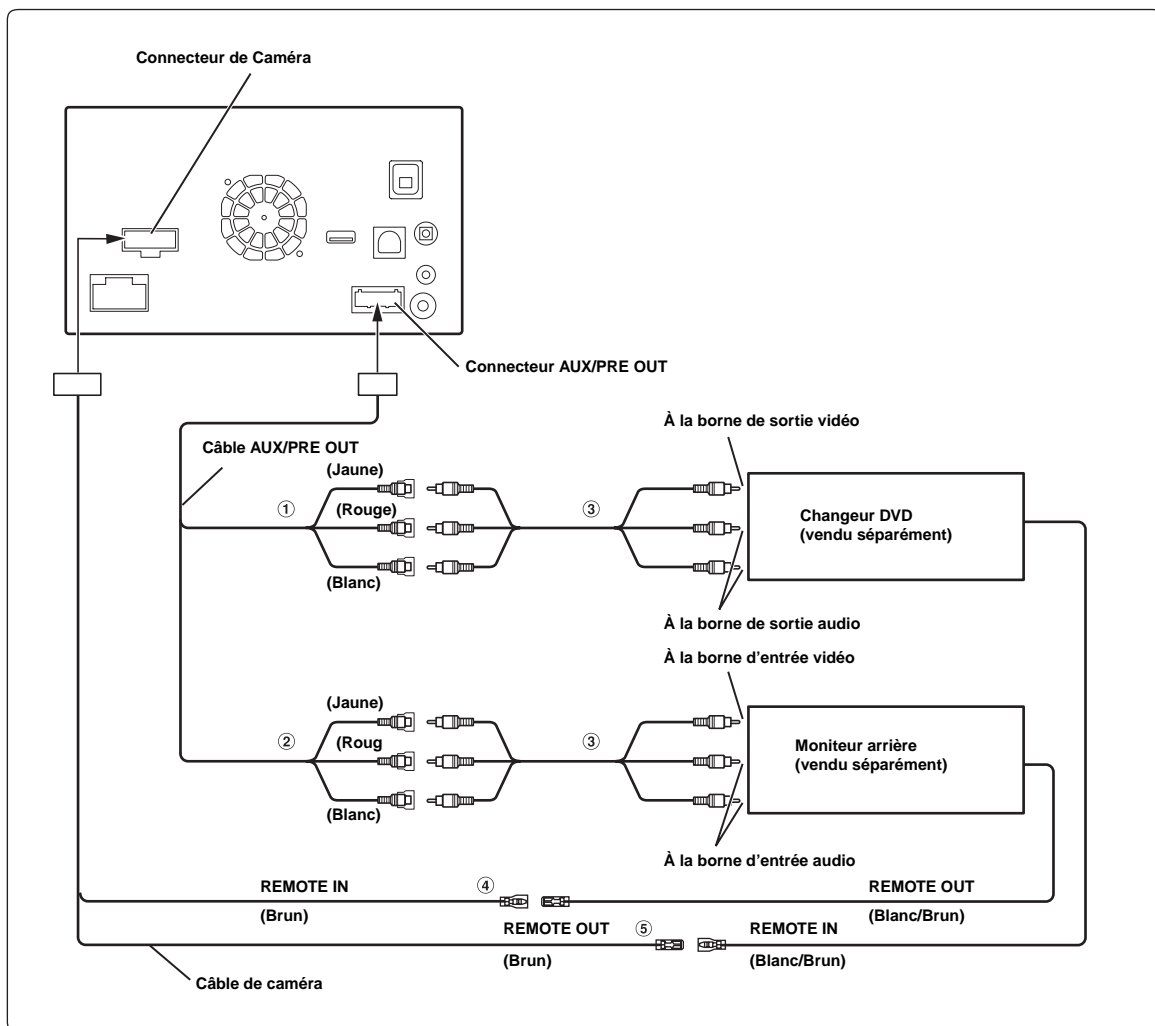 Connecteur de Caméra
Connecteur AUX/PRE OUT
Câble AUX/PRE OUT
À la borne de sortie vidéo
(Jaune)
① (Rouge) ③
(Blanc)
Changeur DVD
(vendu séparément)
À la borne de sortie audio
À la borne d’entrée vidéo
(Jaune)
② (Roug ③
(Blanc)
Moniteur arrière
(vendu séparément)
À la borne d’entrée audio
REMOTE IN ④ REMOTE OUT
(Brun) (Blanc/Brun)
REMOTE OUT ⑤ REMOTE IN
(Brun) (Blanc/Brun)
Câble de caméra